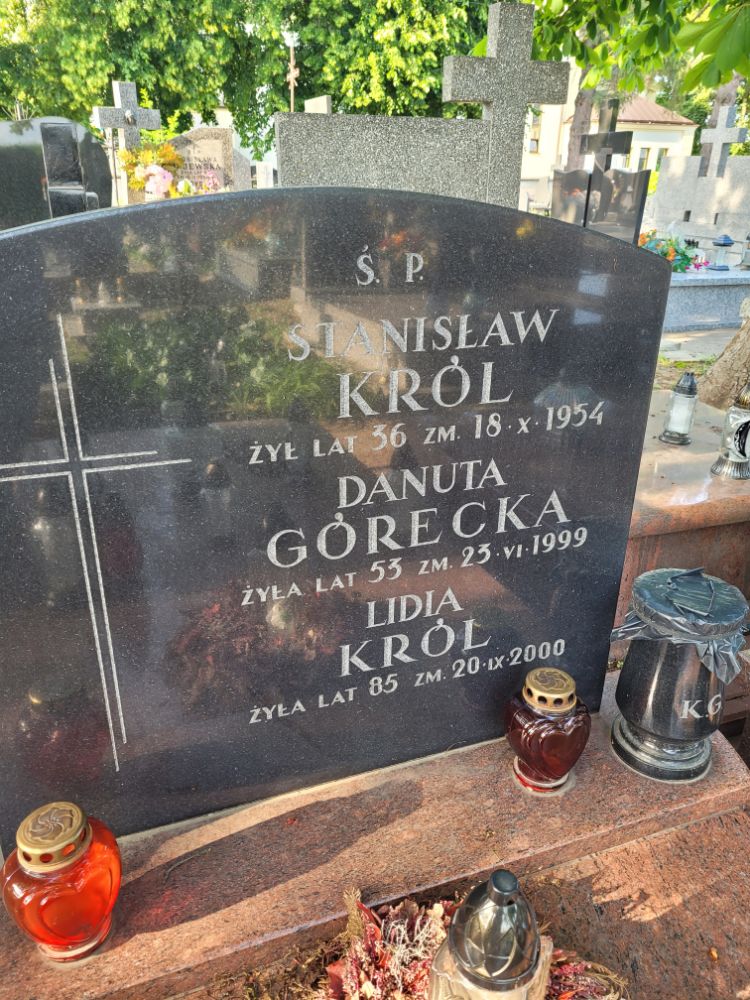 Ś. P.
STANISŁAW
KRÓL
ŻYŁ LAT 36 ZM. 18·X·1954
DANUTA
GÓRECKA
ŻYŁA LAT 53 ZM. 23·VI·1999
LIDIA
KRÓL
ŻYŁA LAT 85 ZM. 20·IX·2000
K.G